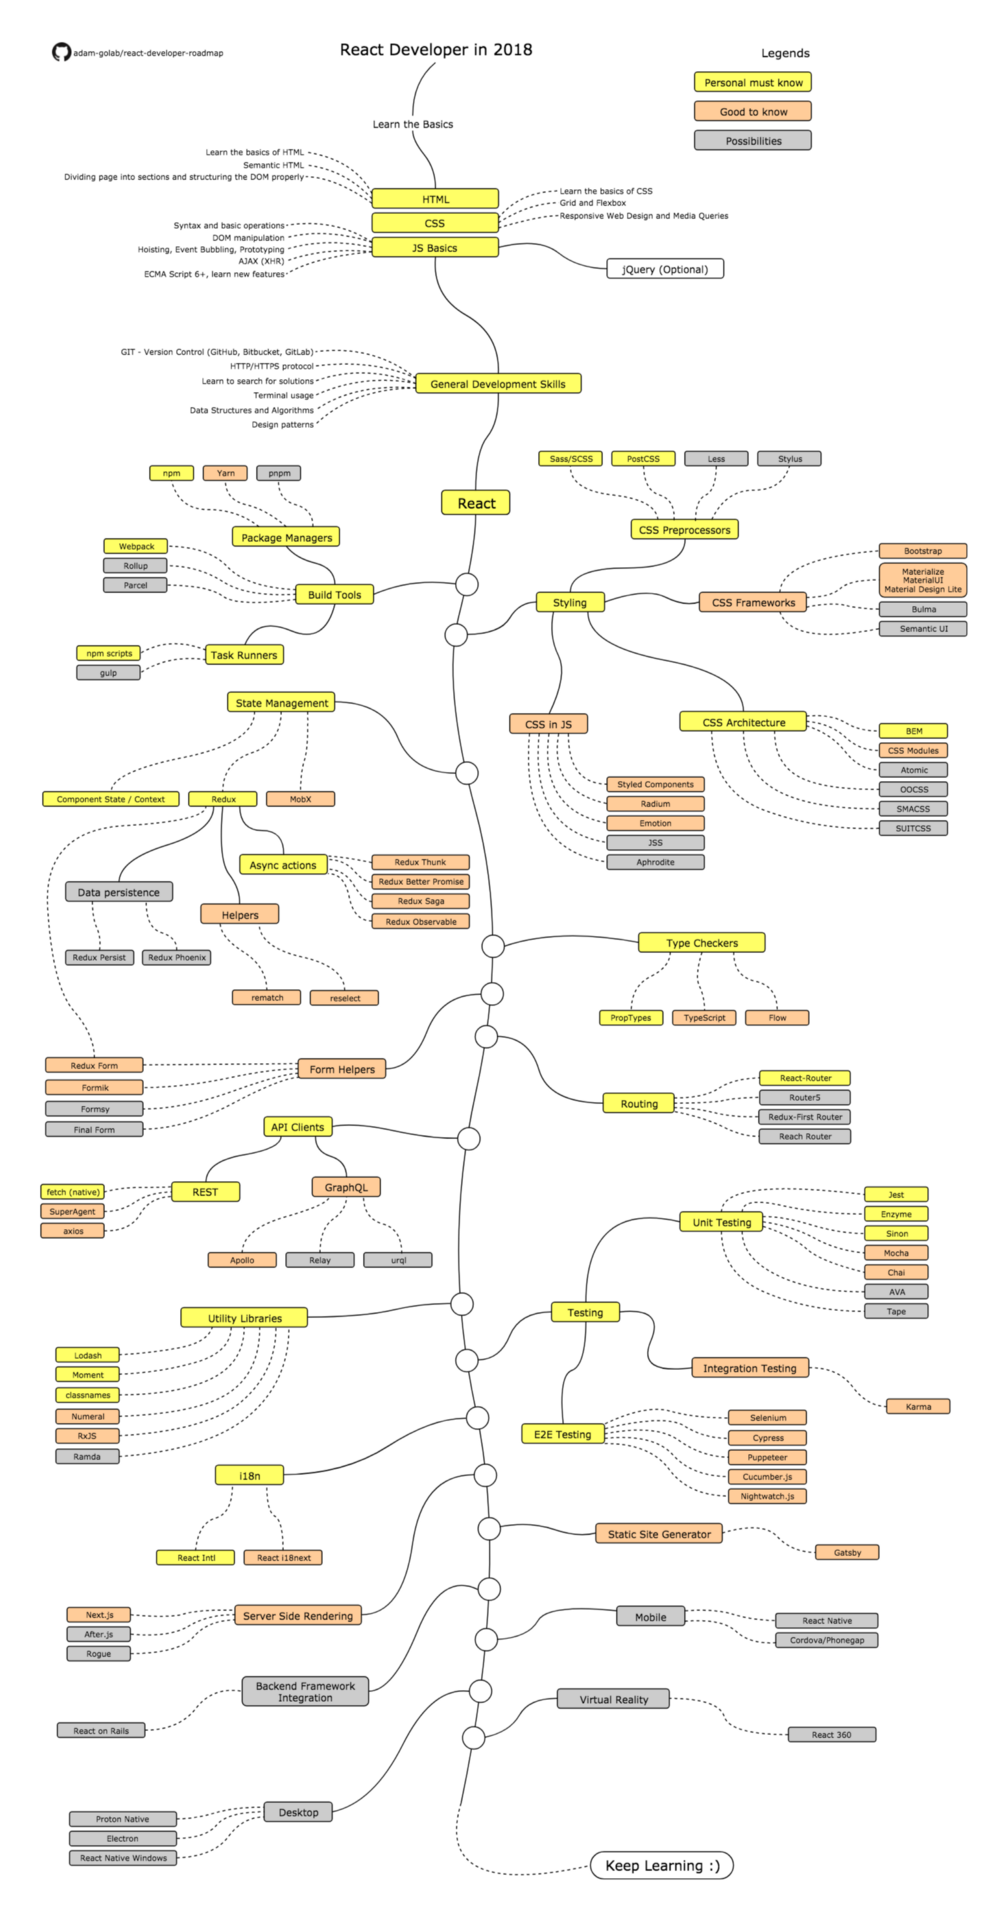 adam-golab/react-developer-roadmap
React Developer in 2018
Legends
Personal must know
Good to know
Possibilities
Learn the Basics
Learn the basics of HTML
Semantic HTML
Dividing page into sections and structuring the DOM properly
HTML
CSS
JS Basics
Learn the basics of CSS
Grid and Flexbox
Responsive Web Design and Media Queries
Syntax and basic operations
DOM manipulation
Hoisting, Event Bubbling, Prototyping
AJAX (XHR)
ECMA Script 6+, learn new features
jQuery (Optional)
GIT - Version Control (GitHub, Bitbucket, GitLab)
HTTP/HTTPS protocol
Learn to search for solutions
Terminal usage
Data Structures and Algorithms
Design patterns
General Development Skills
React
npm
Yarn
pnpm
Package Managers
Webpack
Rollup
Parcel
Build Tools
npm scripts
gulp
Task Runners
Sass/SCSS
PostCSS
Less
Stylus
CSS Preprocessors
Styling
CSS Frameworks
Bootstrap
Materialize
MaterialUI
Material Design Lite
Bulma
Semantic UI
CSS in JS
CSS Architecture
BEM
CSS Modules
Atomic
OOCSS
SMACSS
SUITCSS
Styled Components
Radium
Emotion
JSS
Aphrodite
State Management
Component State / Context
Redux
MobX
Async actions
Redux Thunk
Redux Better Promise
Redux Saga
Redux Observable
Data persistence
Helpers
Redux Persist
Redux Phoenix
rematch
reselect
Type Checkers
PropTypes
TypeScript
Flow
Form Helpers
Redux Form
Formik
Formsy
Final Form
Routing
React-Router
Router5
Redux-First Router
Reach Router
API Clients
REST
GraphQL
fetch (native)
SuperAgent
axios
Apollo
Relay
urql
Unit Testing
Jest
Enzyme
Sinon
Mocha
Chai
AVA
Tape
Testing
Integration Testing
Karma
E2E Testing
Selenium
Cypress
Puppeteer
Cucumber.js
Nightwatch.js
Utility Libraries
Lodash
Moment
classnames
Numeral
RxJS
Ramda
i18n
React Intl
React i18next
Static Site Generator
Gatsby
Server Side Rendering
Next.js
After.js
Rogue
Mobile
React Native
Cordova/Phonegap
Backend Framework
Integration
React on Rails
Virtual Reality
React 360
Desktop
Proton Native
Electron
React Native Windows
Keep Learning :)